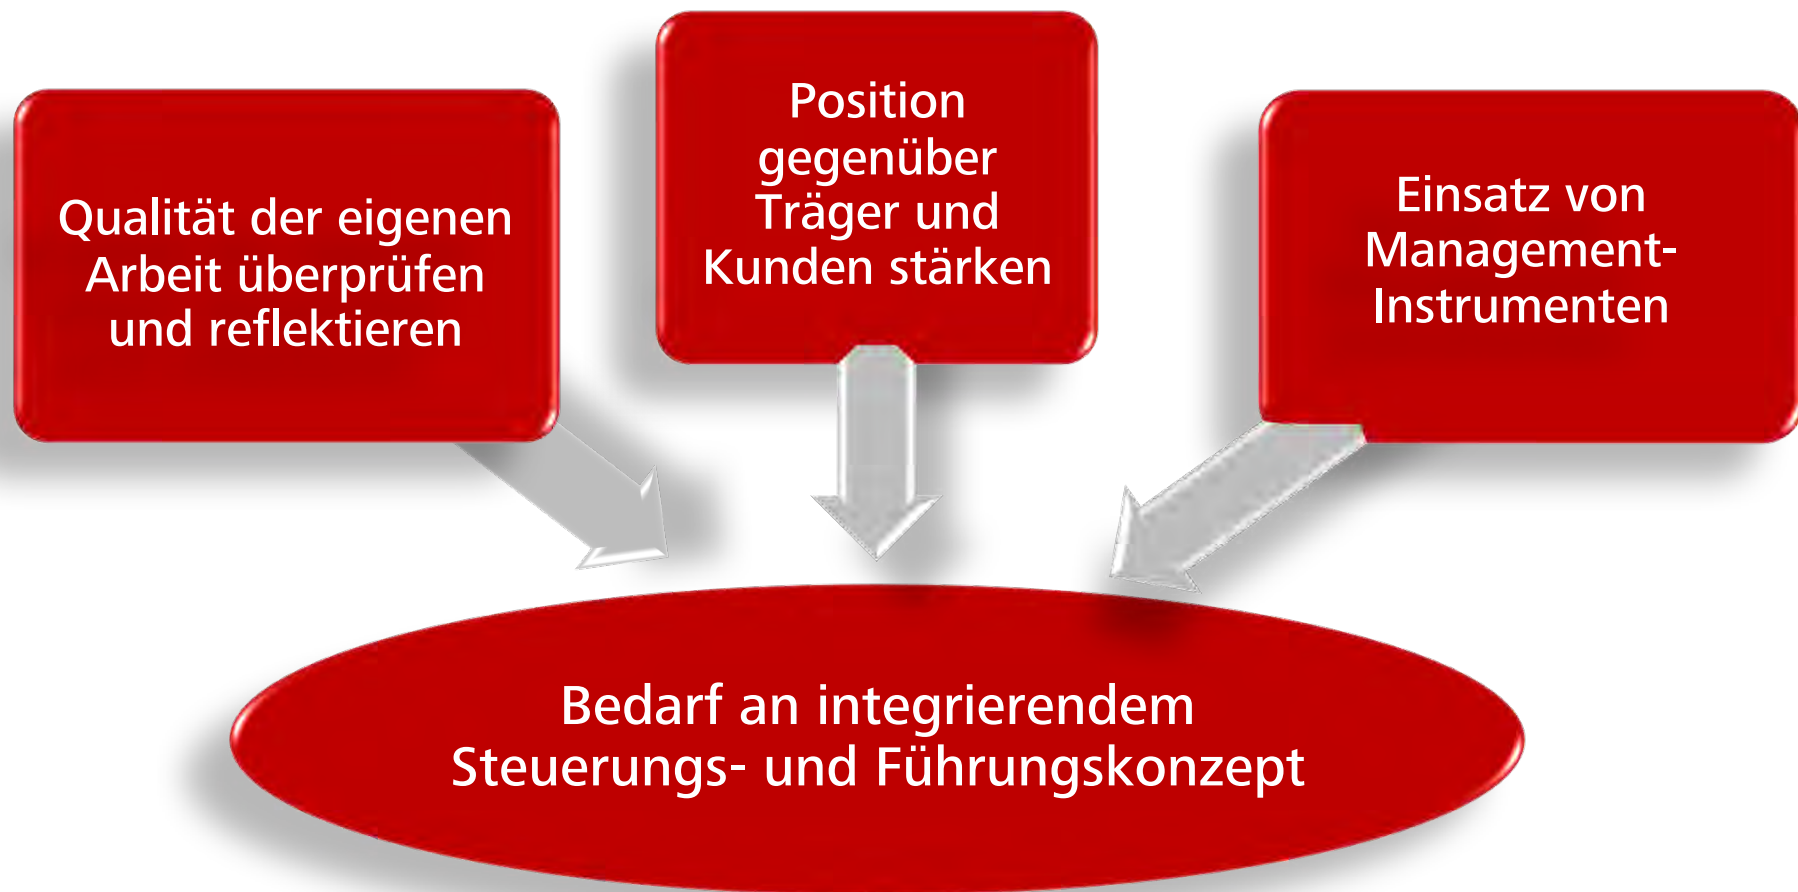 Qualität der eigenen
Arbeit überprüfen
und reflektieren
Position
gegenüber
Träger und
Kunden stärken
Einsatz von
Management-
Instrumenten
Bedarf an integrierendem
Steuerungs- und Führungskonzept